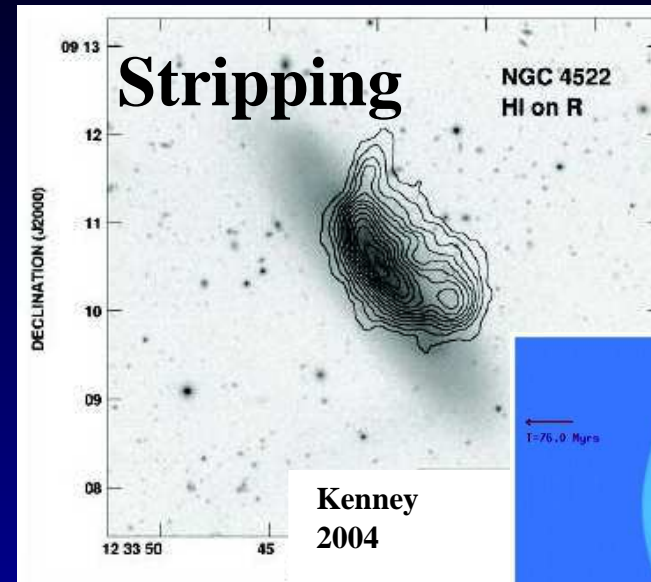 09 13
Stripping
NGC 4522
HI on R
12
11
DECLINATION (J2000)
10
09
T=76.0 Myrs
08
Kenney
2004
12 33 50
45